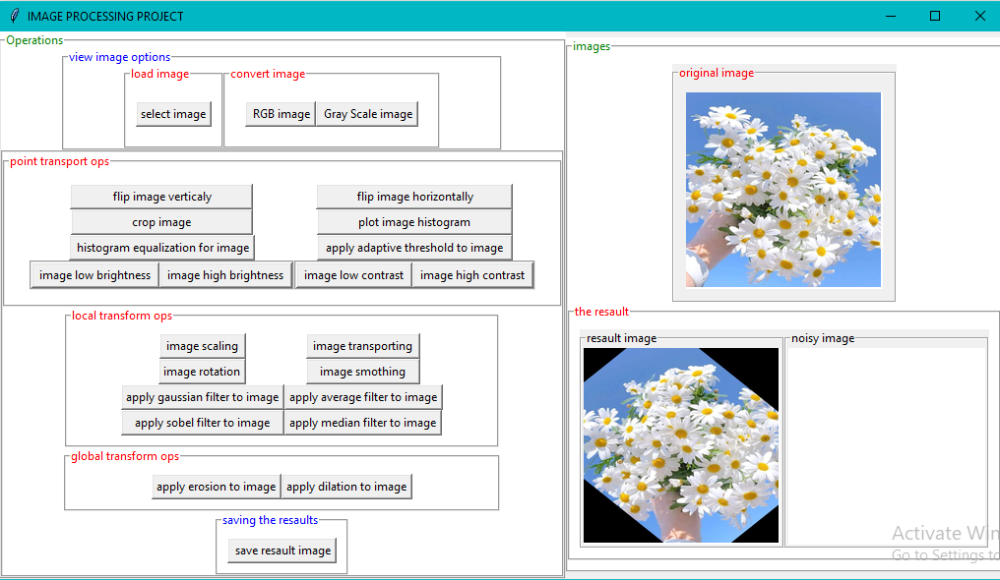 IMAGE PROCESSING PROJECT
Operations
view image options
load image
convert image
select image
RGB image
Gray Scale image
point transport ops
flip image verticaly
flip image horizontally
crop image
plot image histogram
histogram equalization for image
apply adaptive threshold to image
image low brightness
image high brightness
image low contrast
image high contrast
local transform ops
image scaling
image transporting
image rotation
image smothing
apply gaussian filter to image
apply average filter to image
apply sobel filter to image
apply median filter to image
global transform ops
apply erosion to image
apply dilation to image
saving the resaults
save resault image
images
original image
the resault
resault image
noisy image
Activate Win
Go to Settings to